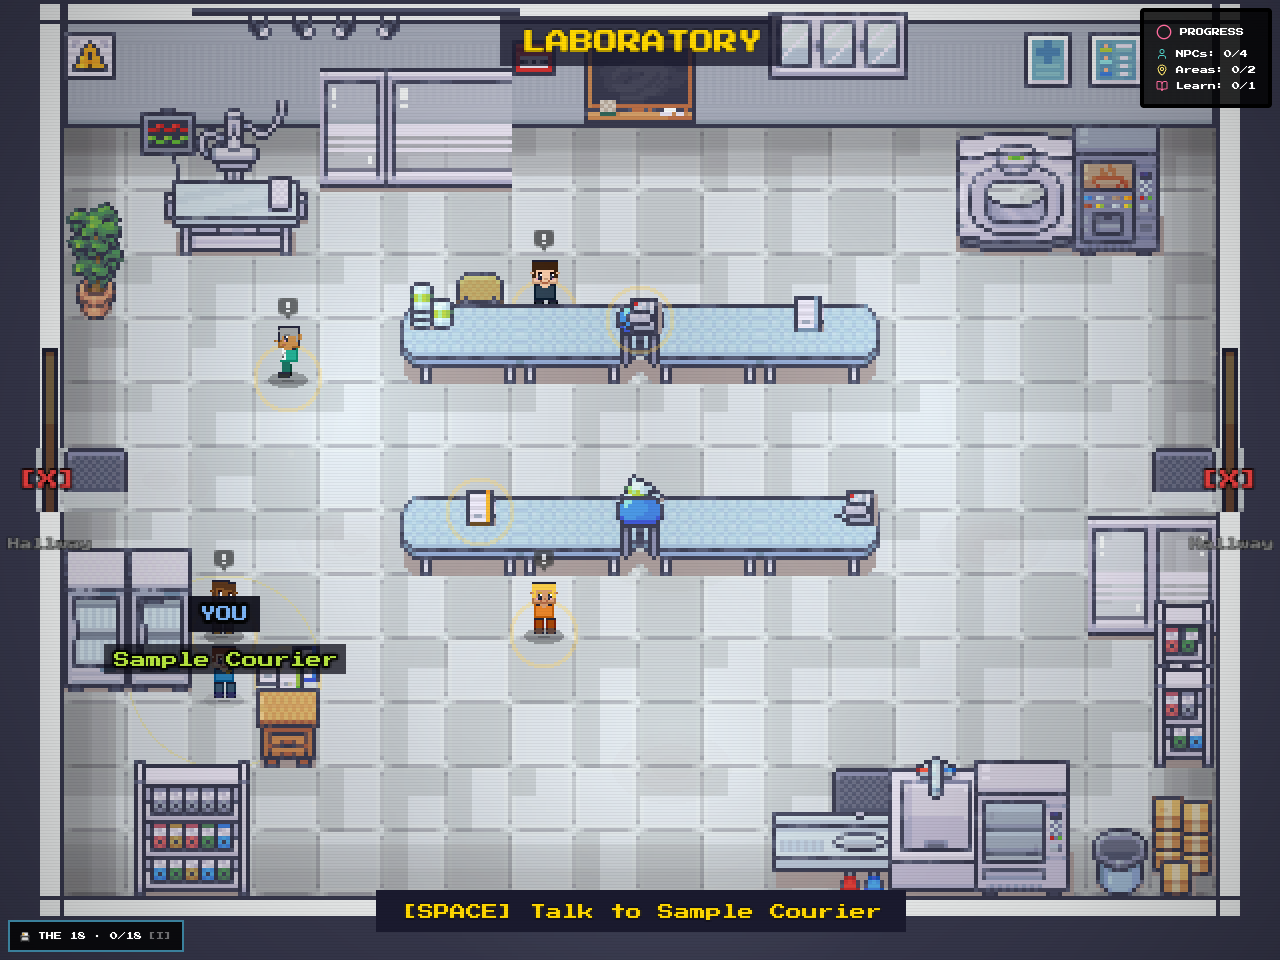 LABORATORY
PROGRESS
NPCs: 0/4
Areas: 0/2
Learn: 0/1
[X]
[X]
Hallway
Hallway
YOU
Sample Courier
[SPACE] Talk to Sample Courier
THE 18 · 0/18 [I]